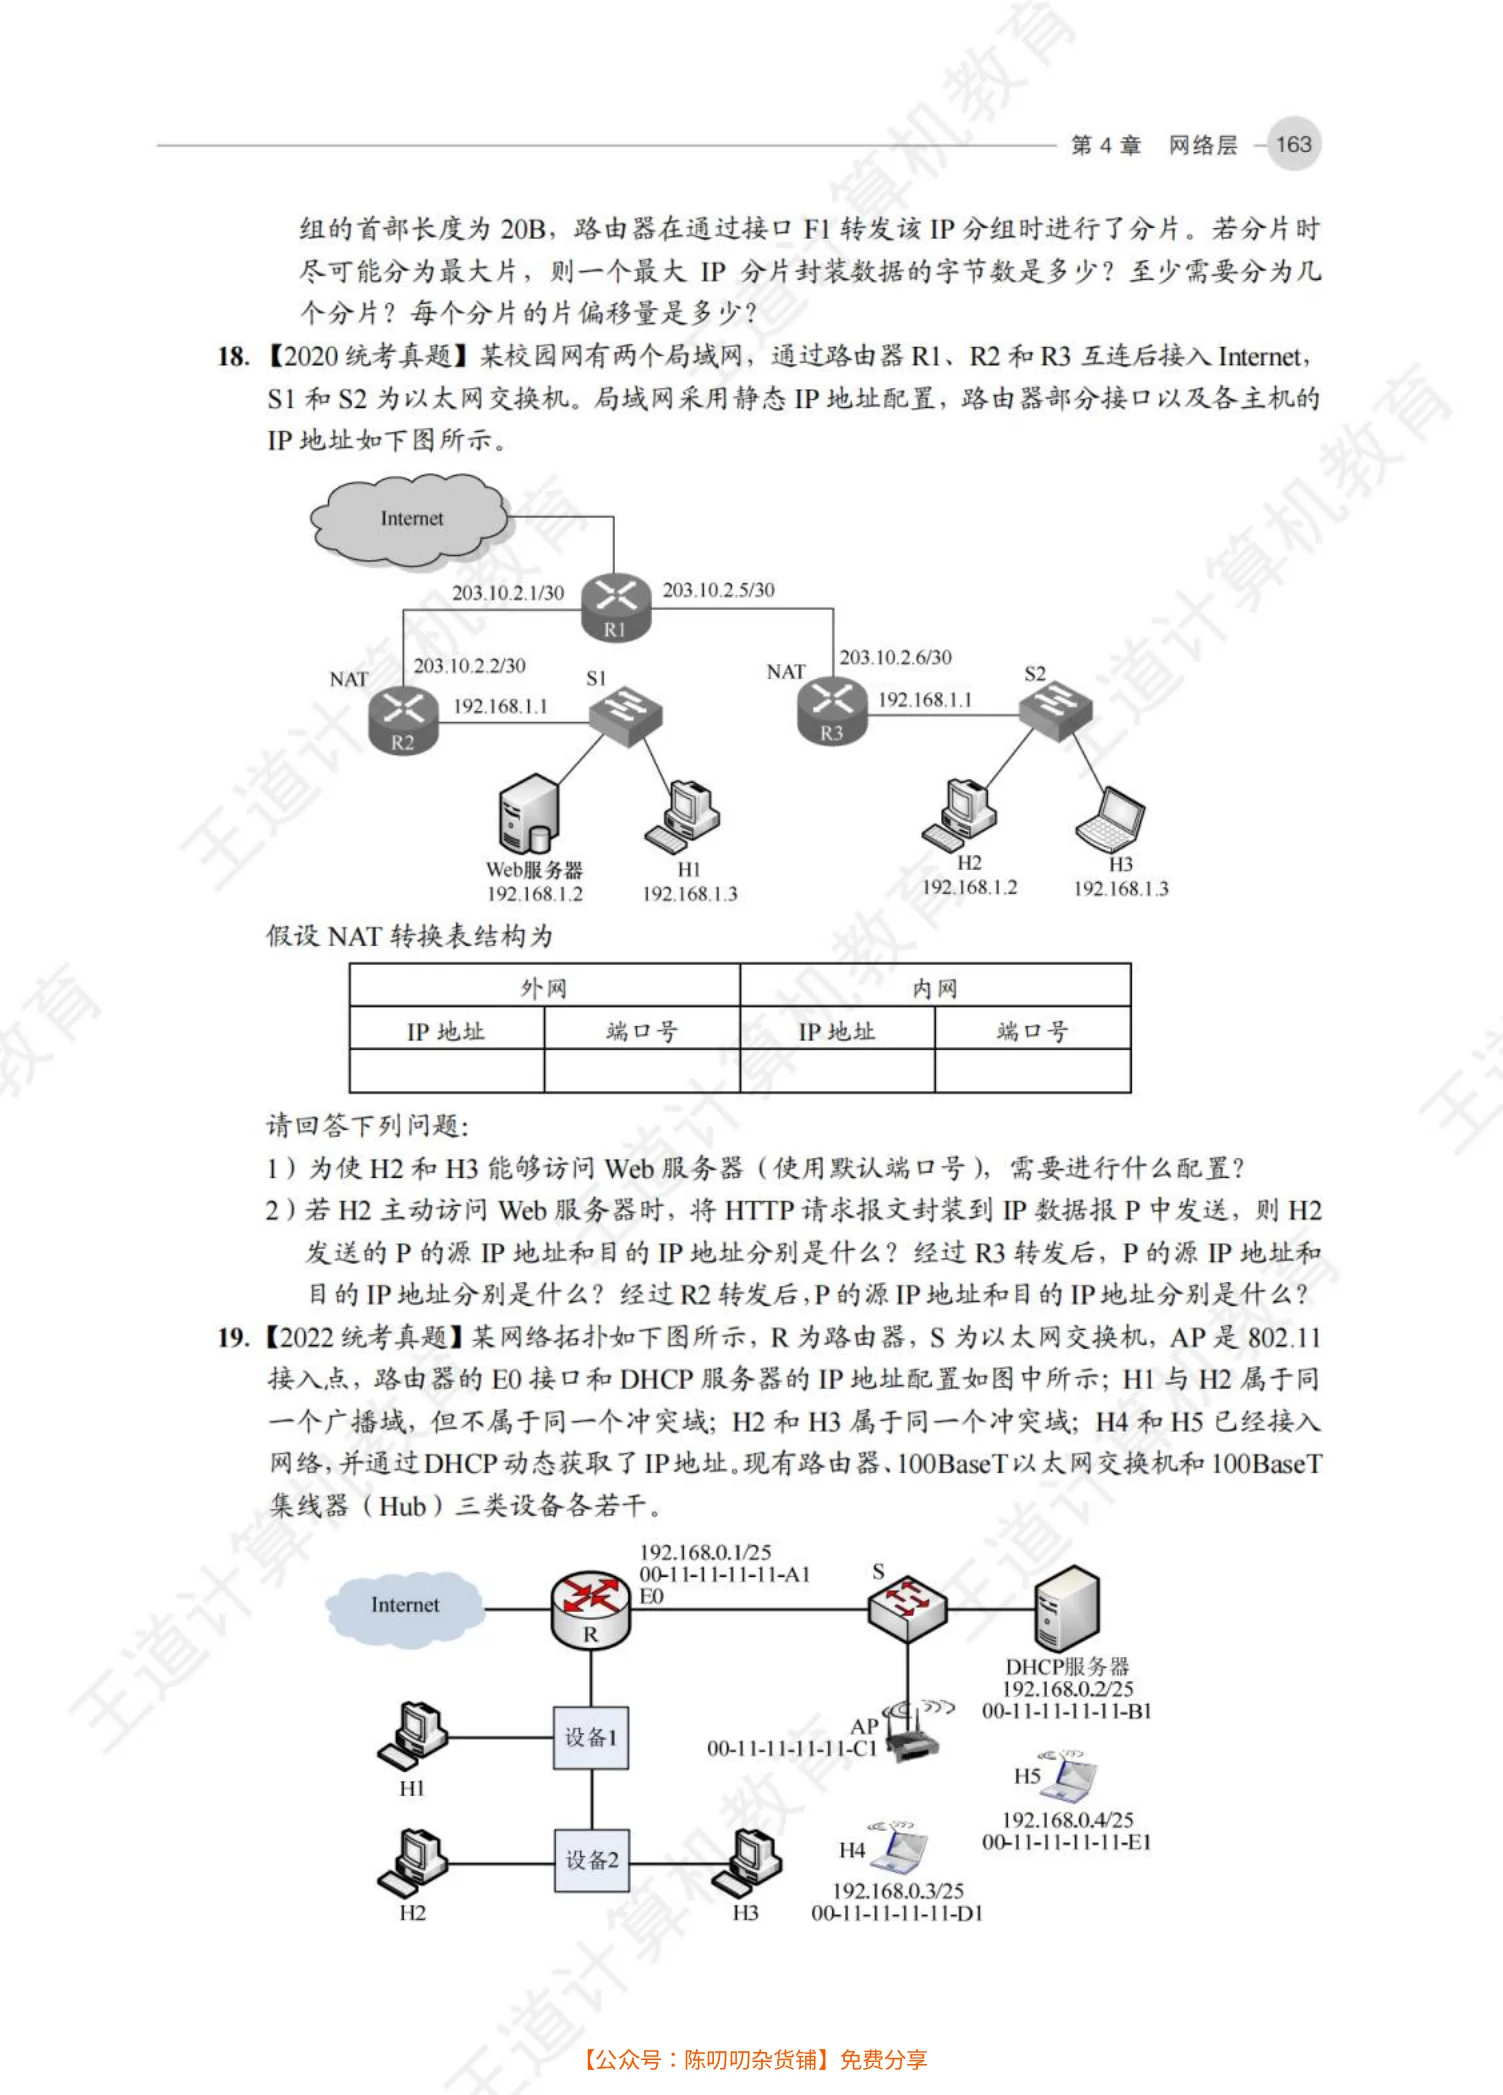 第 4 章 网络层 163
组的首部长度为 20B，路由器在通过接口 F1 转发该 IP 分组时进行了分片。若分片时
尽可能分为最大片，则一个最大 IP 分片封装数据的字节数是多少？至少需要分为几
个分片？每个分片的片偏移量是多少？
18. 【2020 统考真题】某校园网有两个局域网，通过路由器 R1、R2 和 R3 互连后接入 Internet，
S1 和 S2 为以太网交换机。局域网采用静态 IP 地址配置，路由器部分接口以及各主机的
IP 地址如下图所示。
Internet
203.10.2.1/30
203.10.2.5/30
R1
NAT
203.10.2.2/30
192.168.1.1
R2
S1
NAT
203.10.2.6/30
192.168.1.1
R3
S2
Web服务器
192.168.1.2
H1
192.168.1.3
H2
192.168.1.2
H3
192.168.1.3
假设 NAT 转换表结构为
外网 内网
IP 地址 端口号 IP 地址 端口号
请回答下列问题：
1）为使 H2 和 H3 能够访问 Web 服务器（使用默认端口号），需要进行什么配置？
2）若 H2 主动访问 Web 服务器时，将 HTTP 请求报文封装到 IP 数据报 P 中发送，则 H2
发送的 P 的源 IP 地址和目的 IP 地址分别是什么？经过 R3 转发后，P 的源 IP 地址和
目的 IP 地址分别是什么？经过 R2 转发后，P 的源 IP 地址和目的 IP 地址分别是什么？
19. 【2022 统考真题】某网络拓扑如下图所示，R 为路由器，S 为以太网交换机，AP 是 802.11
接入点，路由器的 E0 接口和 DHCP 服务器的 IP 地址配置如图中所示；H1 与 H2 属于同
一个广播域，但不属于同一个冲突域；H2 和 H3 属于同一个冲突域；H4 和 H5 已经接入
网络，并通过 DHCP 动态获取了 IP 地址。现有路由器、100BaseT 以太网交换机和 100BaseT
集线器（Hub）三类设备各若干。
Internet
192.168.0.1/25
00-11-11-11-11-A1
E0
R
S
DHCP服务器
192.168.0.2/25
00-11-11-11-11-B1
AP
00-11-11-11-11-C1
设备1
H1
H5
192.168.0.4/25
00-11-11-11-11-E1
H4
192.168.0.3/25
00-11-11-11-11-D1
设备2
H2
H3
【公众号：陈叨叨杂货铺】免费分享
王道计算机教育